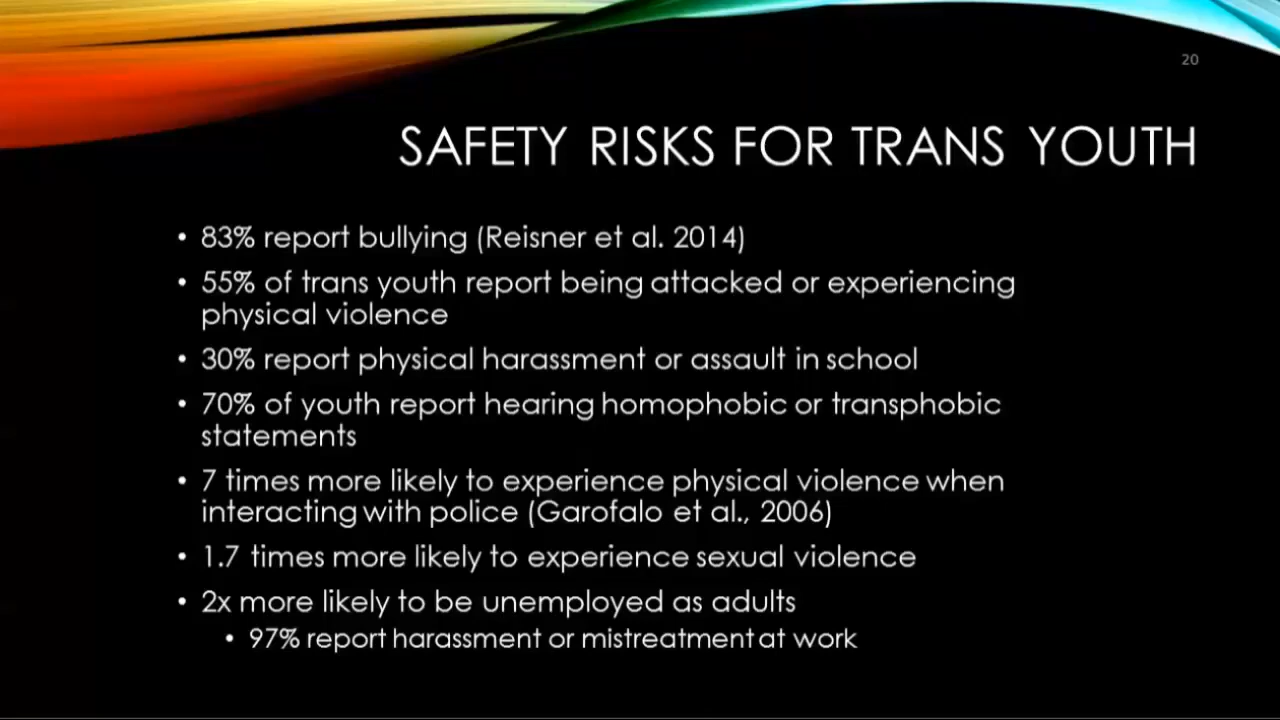 20
SAFETY RISKS FOR TRANS YOUTH
• 83% report bullying (Reisner et al. 2014)
• 55% of trans youth report being attacked or experiencing
physical violence
• 30% report physical harassment or assault in school
• 70% of youth report hearing homophobic or transphobic
statements
• 7 times more likely to experience physical violence when
interacting with police (Garofalo et al., 2006)
• 1.7 times more likely to experience sexual violence
• 2x more likely to be unemployed as adults
• 97% report harassment or mistreatment at work